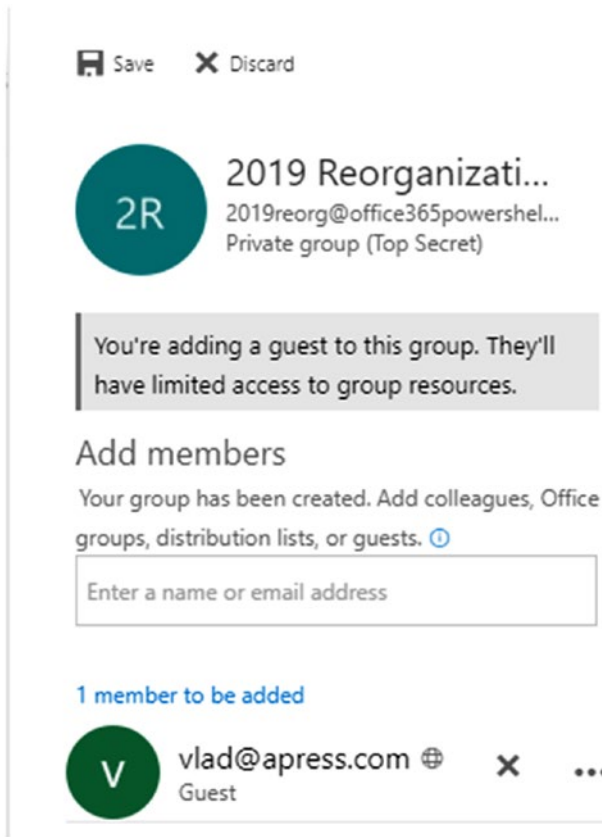 Save Discard
2R
2019 Reorganizati...
2019reorg@office365powershel...
Private group (Top Secret)
You're adding a guest to this group. They'll
have limited access to group resources.
Add members
Your group has been created. Add colleagues, Office
groups, distribution lists, or guests.
Enter a name or email address
1 member to be added
V
vlad@apress.com
Guest